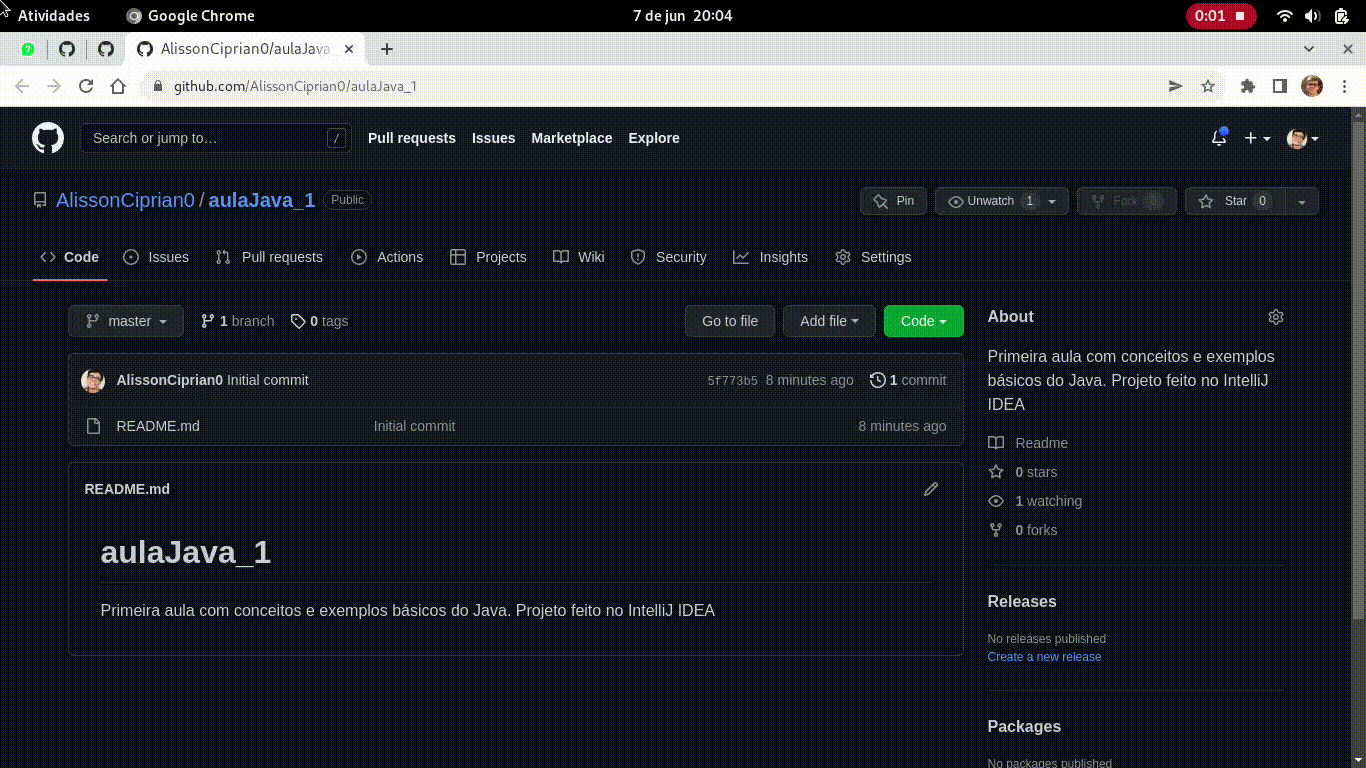 Atividades Google Chrome 7 de jun 20:04 0:01
AlissonCiprian0/aulaJava
github.com/AlissonCiprian0/aulaJava_1
Search or jump to… / Pull requests Issues Marketplace Explore
AlissonCiprian0 / aulaJava_1 Public Pin Unwatch 1 Fork 0 Star 0
Code Issues Pull requests Actions Projects Wiki Security Insights Settings
master 1 branch 0 tags Go to file Add file Code
AlissonCiprian0 Initial commit 5f773b5 8 minutes ago 1 commit
README.md Initial commit 8 minutes ago
README.md
aulaJava_1
Primeira aula com conceitos e exemplos básicos do Java. Projeto feito no IntelliJ IDEA
About
Primeira aula com conceitos e exemplos
básicos do Java. Projeto feito no IntelliJ
IDEA
Readme
0 stars
1 watching
0 forks
Releases
No releases published
Create a new release
Packages
No packages published